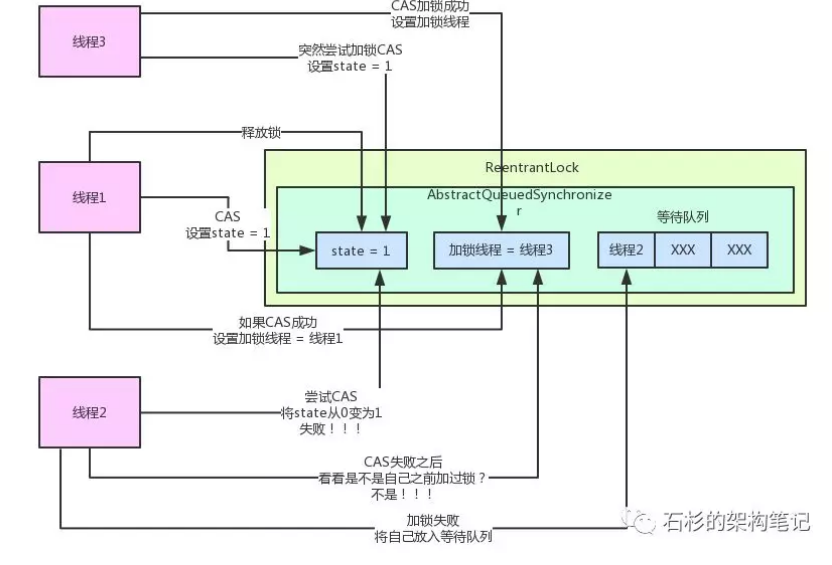 线程3
CAS加锁成功
设置加锁线程
突然尝试加锁CAS
设置state = 1
释放锁
线程1
CAS
设置state = 1
ReentrantLock
AbstractQueuedSynchronize
r
等待队列
state = 1
加锁线程 = 线程3
线程2
XXX
XXX
如果CAS成功
设置加锁线程 = 线程1
线程2
尝试CAS
将state从0变为1
失败！！！
CAS失败之后
看看是不是自己之前加过锁？
不是！！！
加锁失败
将自己放入等待队列
石杉的架构笔记